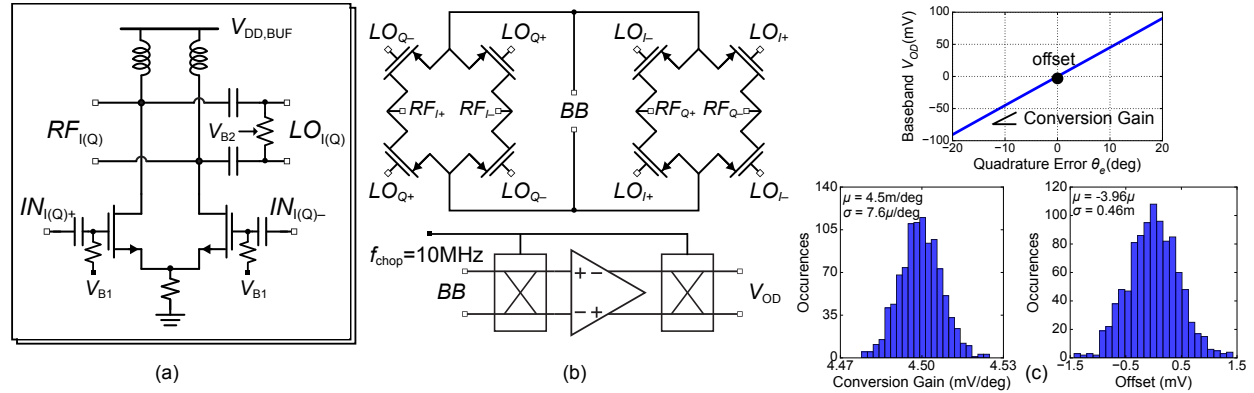 V_DD,BUF
RF_I(Q)
V_B2
LO_I(Q)
IN_I(Q)+
IN_I(Q)−
V_B1
V_B1
(a)
LO_Q−
LO_Q+
LO_I−
LO_I+
RF_I+
RF_I−
BB
RF_Q+
RF_Q−
LO_Q+
LO_Q−
LO_I+
LO_I−
f_chop=10MHz
BB
+ −
− +
V_OD
(b)
Baseband V_OD(mV)
100
50
0
−50
−100
offset
Conversion Gain
−20 −10 0 10 20
Quadrature Error θ_e(deg)
Occurences
140
105
70
35
0
μ = 4.5m/deg
σ = 7.6μ/deg
4.47 4.50 4.53
Conversion Gain (mV/deg)
(c)
Occurences
120
100
80
60
40
20
0
μ = -3.96μ
σ = 0.46m
−1.5 −0.5 0.5 1.5
Offset (mV)